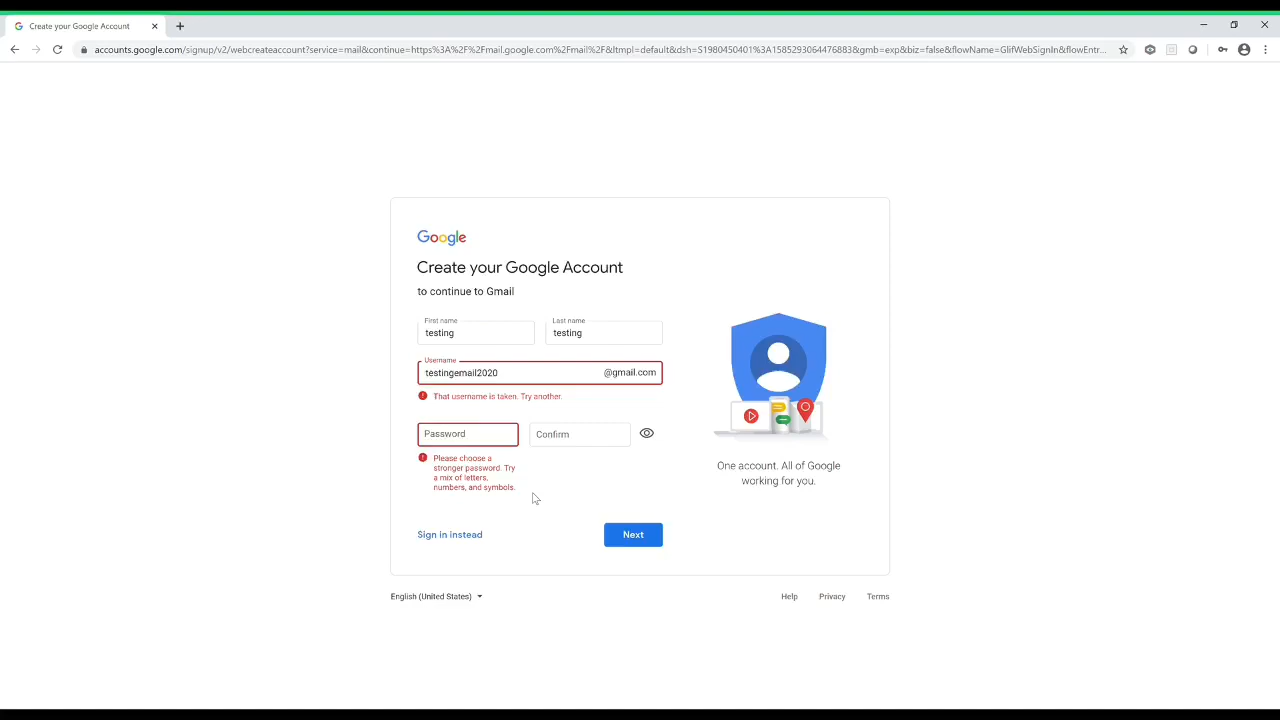 Create your Google Account
accounts.google.com/signup/v2/webcreateaccount?service=mail&continue=https%3A%2F%2Fmail.google.com%2Fmail%2F&ltmpl=default&dsh=S1980450401%3A1585293064476883&gmb=exp&biz=false&flowName=GlifWebSignIn&flowEntr...
Google
Create your Google Account
to continue to Gmail
First name
Last name
testing
testing
Username
testingemail2020
@gmail.com
That username is taken. Try another.
Password
Confirm
Please choose a
stronger password. Try
a mix of letters,
numbers, and symbols.
One account. All of Google
working for you.
Sign in instead
Next
English (United States)
Help
Privacy
Terms